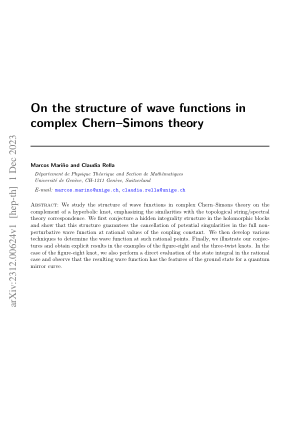 On the structure of wave functions in
complex Chern–Simons theory
Marcos Mariño and Claudia Rella
Département de Physique Théorique and Section de Mathématiques
Université de Genève, CH-1211 Genève, Switzerland
E-mail: marcos.marino@unige.ch, claudia.rella@unige.ch
Abstract: We study the structure of wave functions in complex Chern–Simons theory on the
complement of a hyperbolic knot, emphasizing the similarities with the topological string/spectral
theory correspondence. We first conjecture a hidden integrality structure in the holomorphic blocks
and show that this structure guarantees the cancellation of potential singularities in the full non-
perturbative wave function at rational values of the coupling constant. We then develop various
techniques to determine the wave function at such rational points. Finally, we illustrate our conjec-
tures and obtain explicit results in the examples of the figure-eight and the three-twist knots. In the
case of the figure-eight knot, we also perform a direct evaluation of the state integral in the rational
case and observe that the resulting wave function has the features of the ground state for a quantum
mirror curve.
arXiv:2312.00624v1 [hep-th] 1 Dec 2023